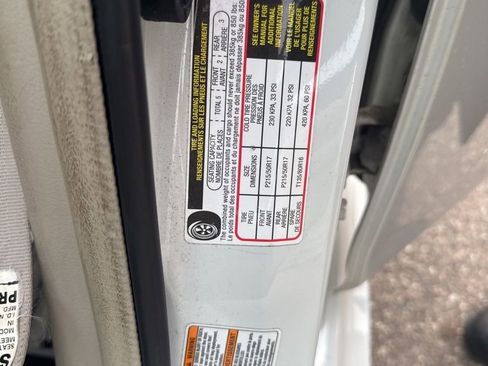 TIRE AND LOADING INFORMATION
RENSEIGNEMENTS SUR LES PNEUS ET LE CHARGEMENT
SEATING CAPACITY
NOMBRE DE PLACES
TOTAL 5
FRONT 2
AVANT
REAR 3
ARRIÈRE
The combined weight of occupants and cargo should never exceed 385kg or 850 lbs.
Le poids total des occupants et du chargement ne doit jamais dépasser 385kg ou 850
TIRE
PNEU
SIZE
DIMENSIONS
COLD TIRE PRESSURE
PRESSION DES
PNEUS À FROID
FRONT
AVANT
P215/50R17
230 KPA, 33 PSI
REAR
ARRIÈRE
P215/50R17
220 KPA, 32 PSI
SPARE
DE SECOURS
T135/80R16
420 KPA, 60 PSI
SEE OWNER'S
MANUAL FOR
ADDITIONAL
INFORMATION
VOIR LE MANUEL
DE L'USAGER
POUR PLUS DE
RENSEIGNEMENTS